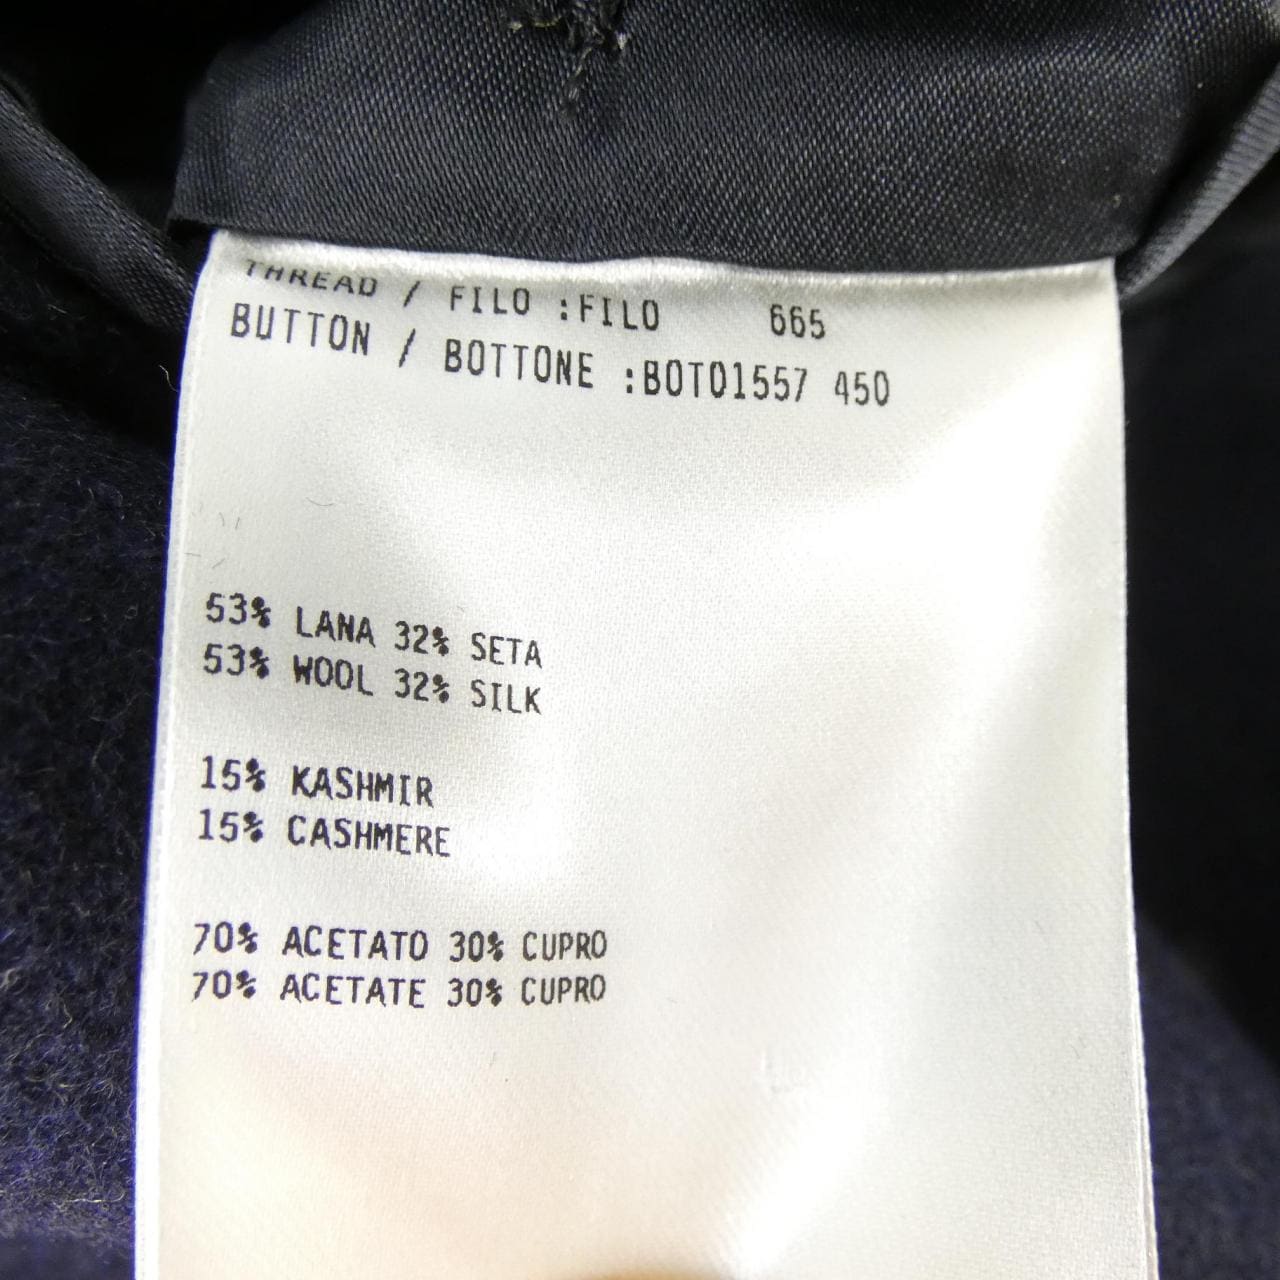 THREAD / FILO :FILO 665
BUTTON / BOTTONE :BOT01557 450
53% LANA 32% SETA
53% WOOL 32% SILK
15% KASHMIR
15% CASHMERE
70% ACETATO 30% CUPRO
70% ACETATE 30% CUPRO